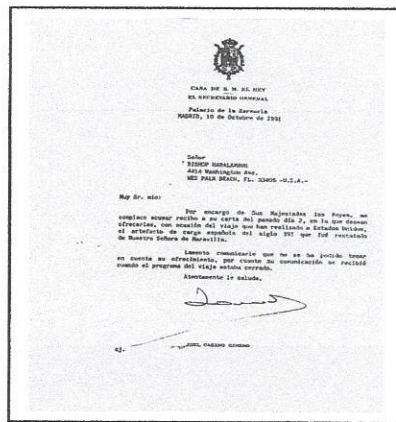 CASA DE S. M. EL REY
EL SECRETARIO GENERAL
Palacio de la Zarzuela
MADRID, 10 de Octubre de 1991
Señor
BISHOP HARALAMBOS
4414 Washington Ave.
WES PALM BEACH, FL. 33405 -U.S.A.-
Muy Sr. mío:
Por encargo de Sus Majestades los Reyes, me
complace acusar recibo a su carta del pasado día 2, en la que desean
ofrecerles, con ocasión del viaje que han realizado a Estados Unidos,
el artefacto de carga española del siglo XVI que fué rescatado
de Nuestra Señora de Maravilla.
Lamento comunicarle que no se ha podido tener
en cuenta su ofrecimiento, por cuanto su comunicación se recibió
cuando el programa del viaje estaba cerrado.
Atentamente le saluda,